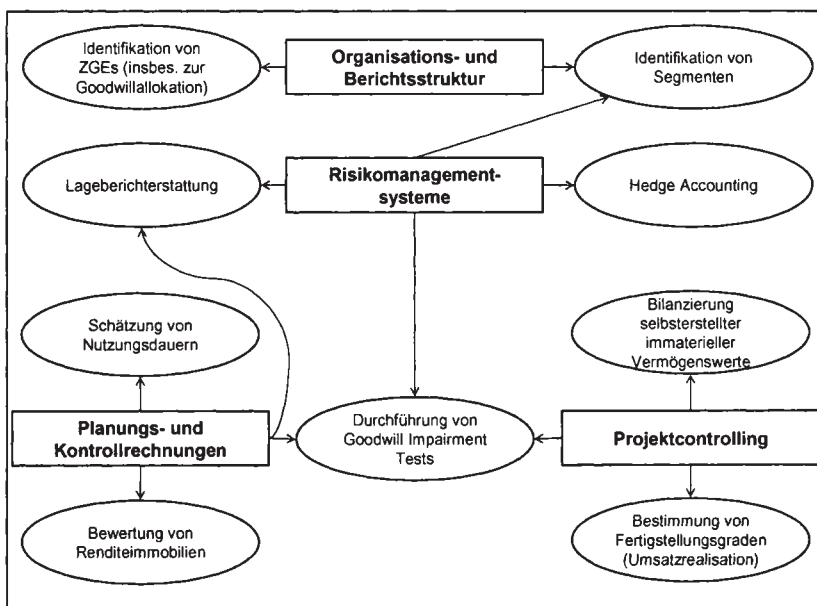 Identifikation von
ZGEs (insbes. zur
Goodwillallokation)
Organisations- und
Berichtsstruktur
Identifikation von
Segmenten
Lageberichterstattung
Risikomanagement-
systeme
Hedge Accounting
Schätzung von
Nutzungsdauern
Bilanzierung
selbsterstellter
immaterieller
Vermögenswerte
Planungs- und
Kontrollrechnungen
Durchführung von
Goodwill Impairment
Tests
Projektcontrolling
Bewertung von
Renditeimmobilien
Bestimmung von
Fertigstellungsgraden
(Umsatzrealisation)